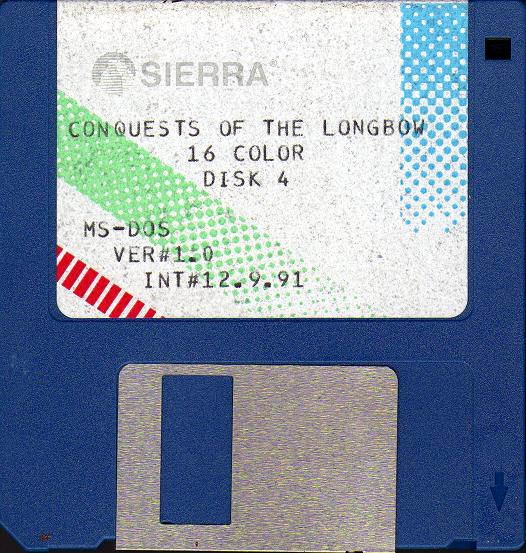 SIERRA®
CONQUESTS OF THE LONGBOW
16 COLOR
DISK 4
MS-DOS
VER#1.0
INT#12.9.91